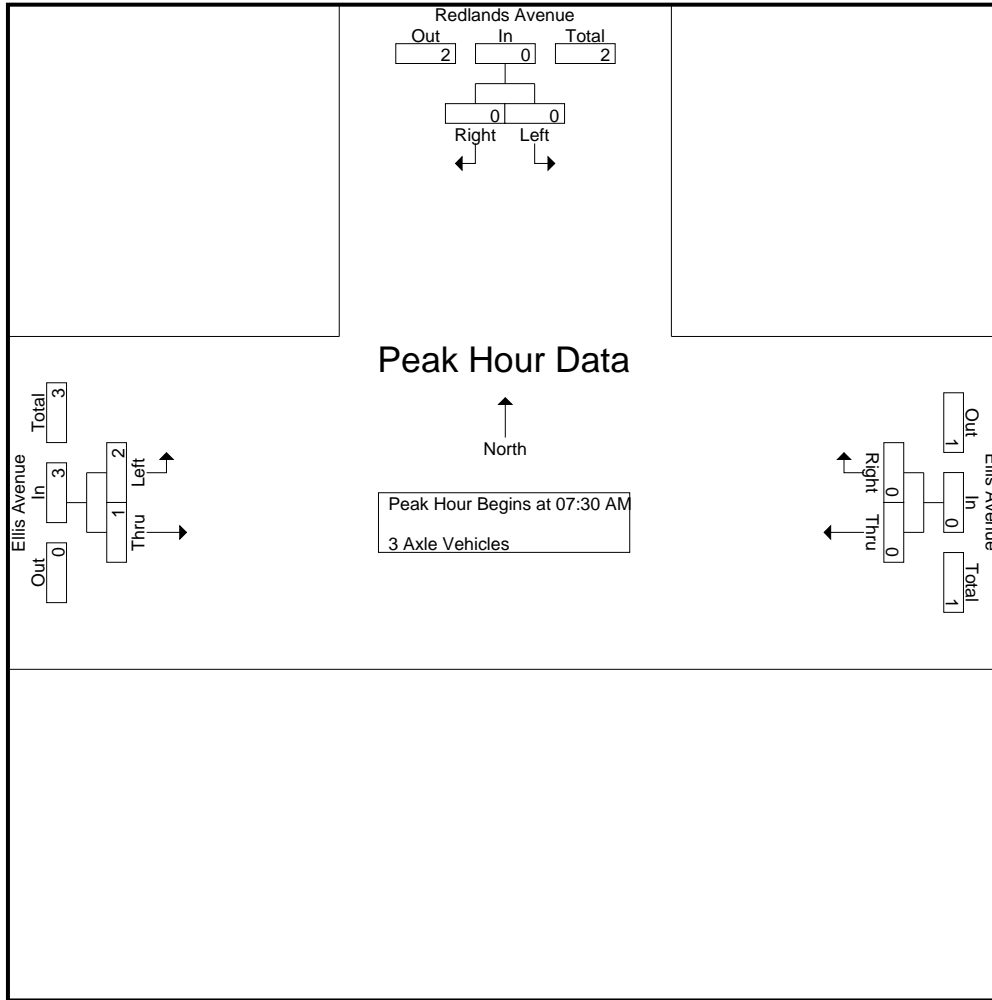 Redlands Avenue
Out In Total
2 0 2
0 0
Right Left
Peak Hour Data
North
Peak Hour Begins at 07:30 AM
3 Axle Vehicles
Ellis Avenue
Out In Total
0 3 3
1 2
Thru Left
Ellis Avenue
Out In Total
1 0 1
0 0
Right Thru